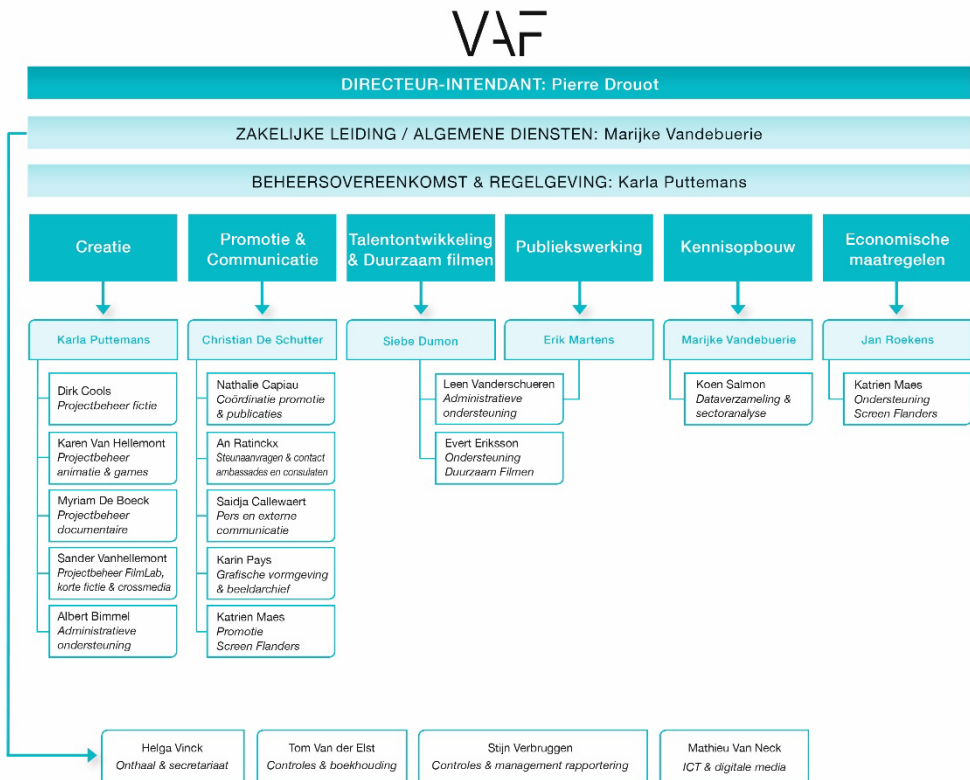 VAF
DIRECTEUR-INTENDANT: Pierre Drouot
ZAKELIJKE LEIDING / ALGEMENE DIENSTEN: Marijke Vandebuerie
BEHEERSOVEREENKOMST & REGELGEVING: Karla Puttemans
Creatie
Karla Puttemans
Dirk Cools
Projectbeheer fictie
Karen Van Hellemont
Projectbeheer
animatie & games
Myriam De Boeck
Projectbeheer
documentaire
Sander Vanhellemont
Projectbeheer FilmLab,
korte fictie & crossmedia
Albert Bimmel
Administratieve
ondersteuning
Promotie &
Communicatie
Christian De Schutter
Nathalie Capiau
Coördinatie promotie
& publicaties
An Ratinckx
Steunaanvragen & contact
ambassades en consulaten
Saidja Callewaert
Pers en externe
communicatie
Karin Pays
Grafische vormgeving
& beeldarchief
Katrien Maes
Promotie
Screen Flanders
Talentontwikkeling
& Duurzaam filmen
Siebe Dumon
Publiekswerking
Erik Martens
Leen Vanderschueren
Administratieve
ondersteuning
Evert Eriksson
Ondersteuning
Duurzaam Filmen
Kennisopbouw
Marijke Vandebuerie
Koen Salmon
Dataverzameling &
sectoranalyse
Economische
maatregelen
Jan Roekens
Katrien Maes
Ondersteuning
Screen Flanders
Helga Vinck
Onthaal & secretariaat
Tom Van der Elst
Controles & boekhouding
Stijn Verbruggen
Controles & management rapportering
Mathieu Van Neck
ICT & digitale media